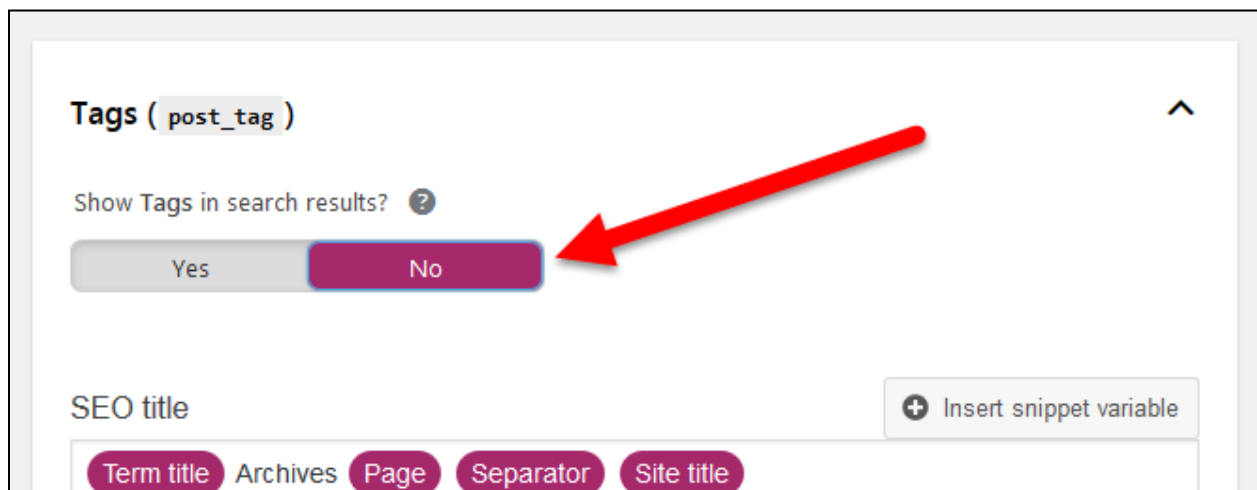 Tags ( post_tag )
Show Tags in search results? ?
Yes No
SEO title
Insert snippet variable
Term title Archives Page Separator Site title